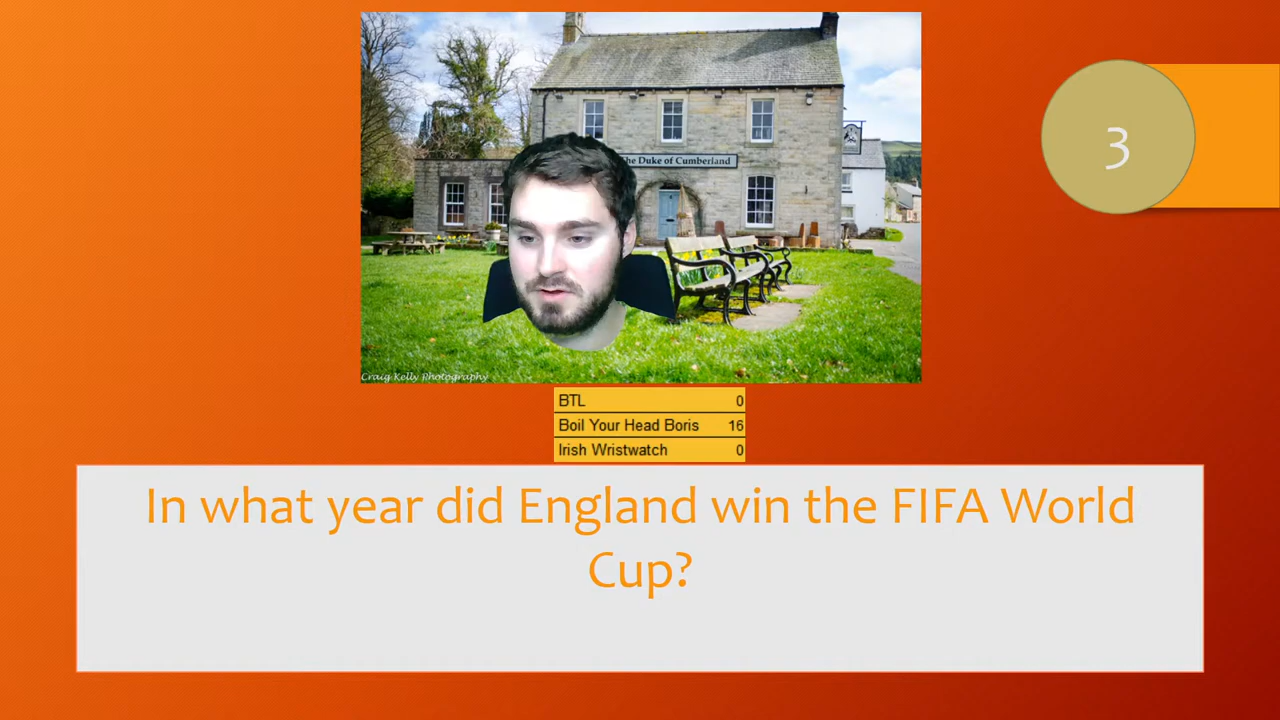 3
The Duke of Cumberland
Craig Kelly Photography
BTL 0
Boil Your Head Boris 16
Irish Wristwatch 0
In what year did England win the FIFA World
Cup?